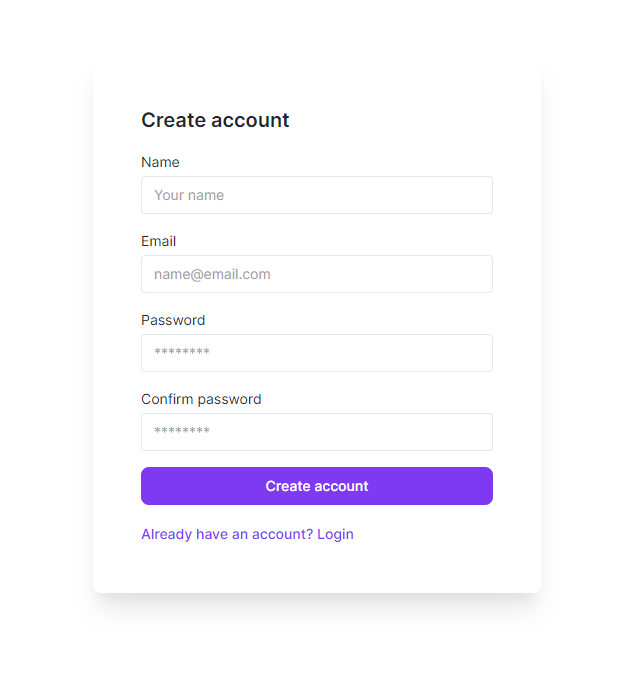 Create account
Name
Your name
Email
name@email.com
Password
********
Confirm password
********
Create account
Already have an account? Login